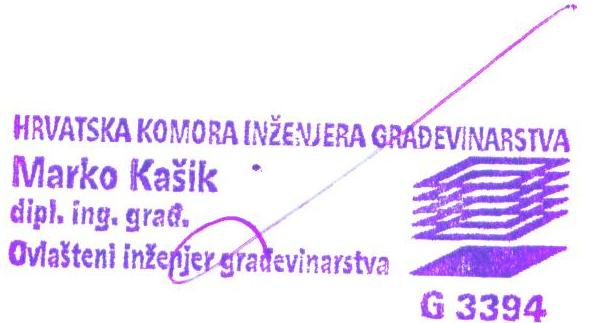 HRVATSKA KOMORA INŽENJERA GRAĐEVINARSTVA
Marko Kašik
dipl. ing. građ.
Ovlašteni inženjer građevinarstva
G 3394